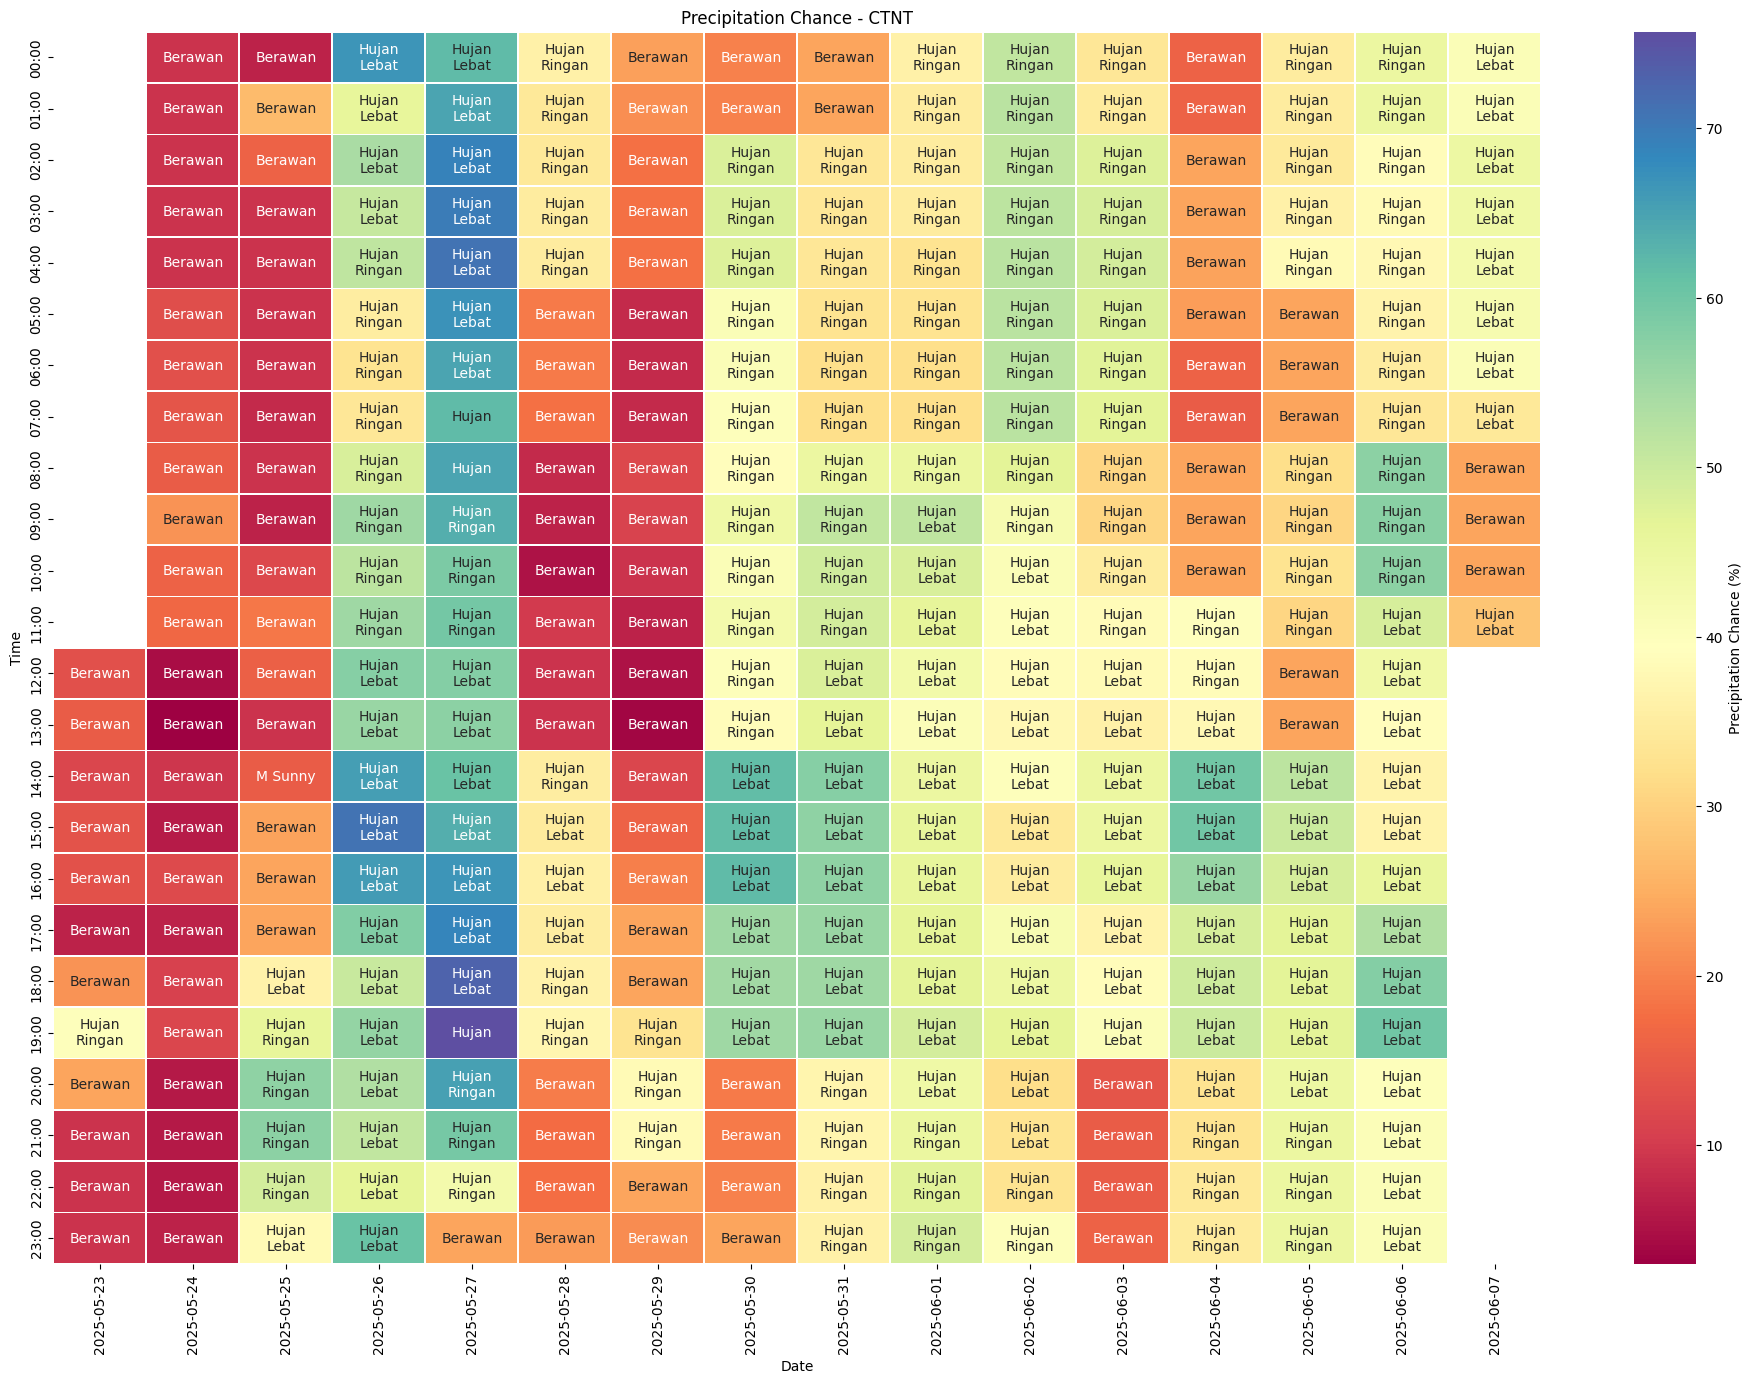 Precipitation Chance - CTNT
00:00 Berawan Berawan Hujan Lebat Hujan Lebat Hujan Ringan Berawan Berawan Berawan Hujan Ringan Hujan Ringan Hujan Ringan Berawan Hujan Ringan Hujan Ringan Hujan Lebat
01:00 Berawan Berawan Hujan Lebat Hujan Lebat Hujan Ringan Berawan Berawan Berawan Hujan Ringan Hujan Ringan Hujan Ringan Berawan Hujan Ringan Hujan Ringan Hujan Lebat
02:00 Berawan Berawan Hujan Lebat Hujan Lebat Hujan Ringan Berawan Hujan Ringan Hujan Ringan Hujan Ringan Hujan Ringan Hujan Ringan Berawan Hujan Ringan Hujan Ringan Hujan Lebat
03:00 Berawan Berawan Hujan Lebat Hujan Lebat Hujan Ringan Berawan Hujan Ringan Hujan Ringan Hujan Ringan Hujan Ringan Hujan Ringan Berawan Hujan Ringan Hujan Ringan Hujan Lebat
04:00 Berawan Berawan Hujan Ringan Hujan Lebat Hujan Ringan Berawan Hujan Ringan Hujan Ringan Hujan Ringan Hujan Ringan Hujan Ringan Berawan Hujan Ringan Hujan Ringan Hujan Lebat
05:00 Berawan Berawan Hujan Ringan Hujan Lebat Berawan Berawan Hujan Ringan Hujan Ringan Hujan Ringan Hujan Ringan Hujan Ringan Berawan Berawan Hujan Ringan Hujan Lebat
06:00 Berawan Berawan Hujan Ringan Hujan Lebat Berawan Berawan Hujan Ringan Hujan Ringan Hujan Ringan Hujan Ringan Hujan Ringan Berawan Berawan Hujan Ringan Hujan Lebat
07:00 Berawan Berawan Hujan Ringan Hujan Berawan Berawan Hujan Ringan Hujan Ringan Hujan Ringan Hujan Ringan Hujan Ringan Berawan Berawan Hujan Ringan Hujan Lebat
08:00 Berawan Berawan Hujan Ringan Hujan Berawan Berawan Hujan Ringan Hujan Ringan Hujan Ringan Hujan Ringan Hujan Ringan Berawan Hujan Ringan Hujan Ringan Berawan
09:00 Berawan Berawan Hujan Ringan Hujan Ringan Berawan Berawan Hujan Ringan Hujan Ringan Hujan Lebat Hujan Ringan Hujan Ringan Berawan Hujan Ringan Hujan Ringan Berawan
10:00 Berawan Berawan Hujan Ringan Hujan Ringan Berawan Berawan Hujan Ringan Hujan Ringan Hujan Lebat Hujan Lebat Hujan Ringan Berawan Hujan Ringan Hujan Ringan Berawan
11:00 Berawan Berawan Hujan Ringan Hujan Ringan Berawan Berawan Hujan Ringan Hujan Ringan Hujan Lebat Hujan Lebat Hujan Ringan Hujan Ringan Hujan Ringan Hujan Lebat Hujan Lebat
12:00 Berawan Berawan Berawan Hujan Lebat Hujan Lebat Berawan Berawan Hujan Ringan Hujan Lebat Hujan Lebat Hujan Lebat Hujan Lebat Hujan Ringan Berawan Hujan Lebat
13:00 Berawan Berawan Berawan Hujan Lebat Hujan Lebat Berawan Berawan Hujan Ringan Hujan Lebat Hujan Lebat Hujan Lebat Hujan Lebat Hujan Lebat Berawan Hujan Lebat
14:00 Berawan Berawan M Sunny Hujan Lebat Hujan Lebat Hujan Ringan Berawan Hujan Lebat Hujan Lebat Hujan Lebat Hujan Lebat Hujan Lebat Hujan Lebat Hujan Lebat Hujan Lebat
15:00 Berawan Berawan Berawan Hujan Lebat Hujan Lebat Hujan Lebat Berawan Hujan Lebat Hujan Lebat Hujan Lebat Hujan Lebat Hujan Lebat Hujan Lebat Hujan Lebat Hujan Lebat
16:00 Berawan Berawan Berawan Hujan Lebat Hujan Lebat Hujan Lebat Berawan Hujan Lebat Hujan Lebat Hujan Lebat Hujan Lebat Hujan Lebat Hujan Lebat Hujan Lebat Hujan Lebat
17:00 Berawan Berawan Berawan Hujan Lebat Hujan Lebat Hujan Lebat Berawan Hujan Lebat Hujan Lebat Hujan Lebat Hujan Lebat Hujan Lebat Hujan Lebat Hujan Lebat Hujan Lebat
18:00 Berawan Berawan Hujan Lebat Hujan Lebat Hujan Lebat Hujan Ringan Berawan Hujan Lebat Hujan Lebat Hujan Lebat Hujan Lebat Hujan Lebat Hujan Lebat Hujan Lebat Hujan Lebat
19:00 Hujan Ringan Berawan Hujan Ringan Hujan Lebat Hujan Hujan Ringan Hujan Ringan Hujan Lebat Hujan Lebat Hujan Lebat Hujan Lebat Hujan Lebat Hujan Lebat Hujan Lebat Hujan Lebat
20:00 Berawan Berawan Hujan Ringan Hujan Lebat Hujan Ringan Berawan Hujan Ringan Berawan Hujan Ringan Hujan Lebat Hujan Lebat Berawan Hujan Lebat Hujan Lebat Hujan Lebat
21:00 Berawan Berawan Hujan Ringan Hujan Lebat Hujan Ringan Berawan Hujan Ringan Berawan Hujan Ringan Hujan Ringan Hujan Lebat Berawan Hujan Ringan Hujan Ringan Hujan Lebat
22:00 Berawan Berawan Hujan Ringan Hujan Lebat Hujan Ringan Berawan Berawan Berawan Hujan Ringan Hujan Ringan Hujan Ringan Berawan Hujan Ringan Hujan Ringan Hujan Lebat
23:00 Berawan Berawan Hujan Lebat Hujan Lebat Berawan Berawan Berawan Berawan Hujan Ringan Hujan Ringan Hujan Ringan Berawan Hujan Ringan Hujan Ringan Hujan Lebat
Time
2025-05-23 2025-05-24 2025-05-25 2025-05-26 2025-05-27 2025-05-28 2025-05-29 2025-05-30 2025-05-31 2025-06-01 2025-06-02 2025-06-03 2025-06-04 2025-06-05 2025-06-06 2025-06-07
Date
70
60
50
40
30
20
10
Precipitation Chance (%)